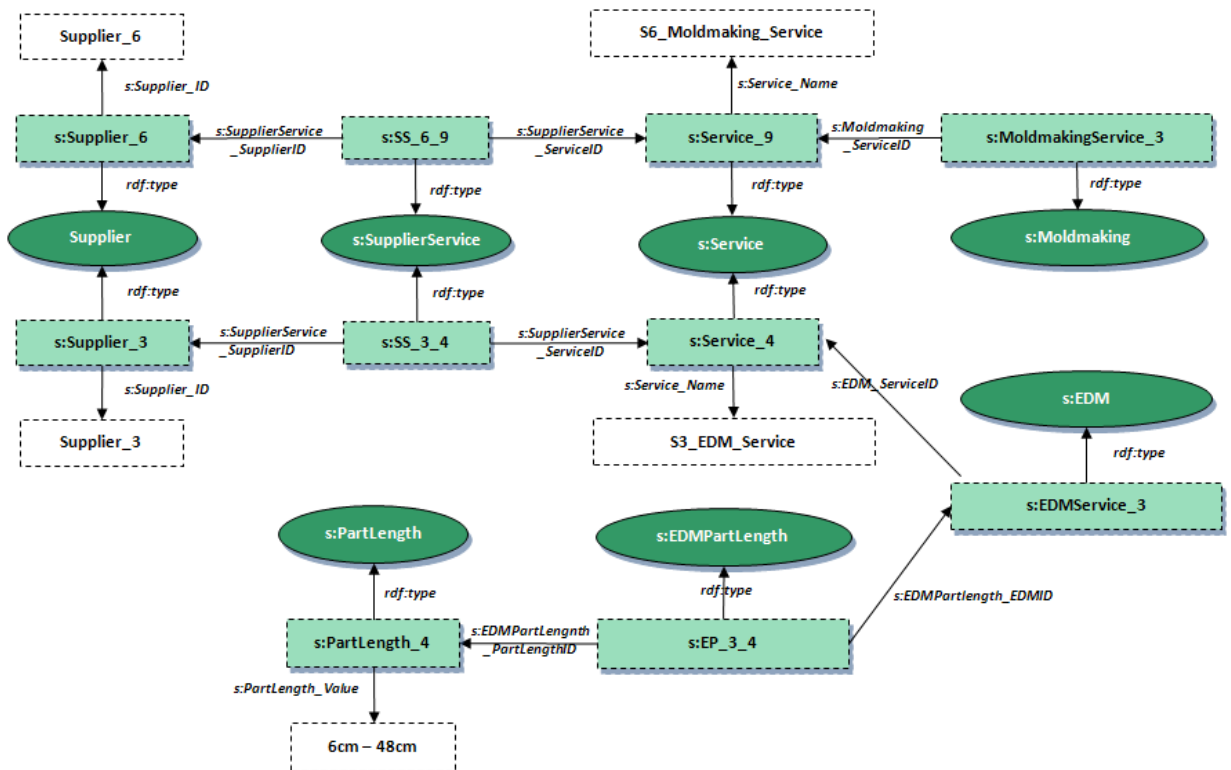 Supplier_6
S6_Moldmaking_Service
s:Supplier_ID
s:Service_Name
s:Supplier_6
s:SupplierService
_SupplierID
s:SS_6_9
s:SupplierService
_ServiceID
s:Service_9
s:Moldmaking
_ServiceID
s:MoldmakingService_3
rdf:type
rdf:type
rdf:type
rdf:type
Supplier
s:SupplierService
s:Service
s:Moldmaking
rdf:type
rdf:type
rdf:type
s:Supplier_3
s:SupplierService
_SupplierID
s:SS_3_4
s:SupplierService
_ServiceID
s:Service_4
s:Supplier_ID
s:Service_Name
s:EDM_ServiceID
s:EDM
Supplier_3
S3_EDM_Service
rdf:type
s:EDMService_3
s:PartLength
s:EDMPartLength
rdf:type
rdf:type
s:EDMPartlength_EDMID
s:PartLength_4
s:EDMPartLengnth
_PartLengthID
s:EP_3_4
s:PartLength_Value
6cm – 48cm